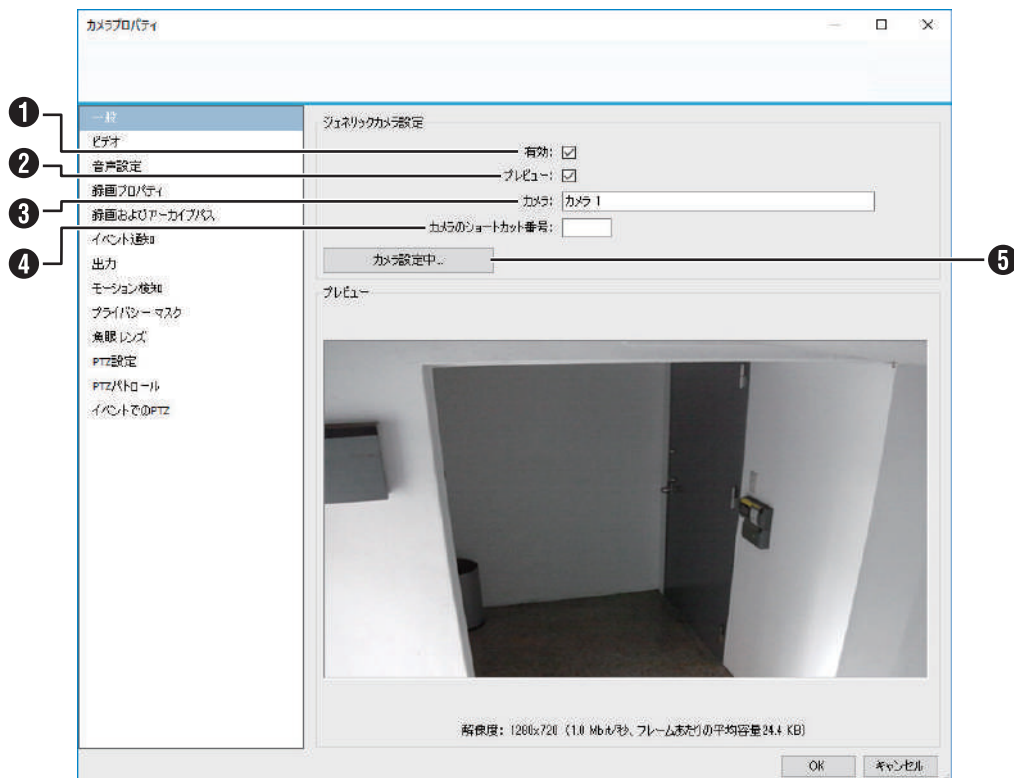 カメラプロパティ
❶
❷
❸
❹
❺
一般
ビデオ
音声設定
録画プロパティ
録画およびアーカイブパス
イベント通知
出力
モーション検知
プライバシー マスク
魚眼レンズ
PTZ設定
PTZパトロール
イベントでのPTZ
ジェネリックカメラ設定
有効:
プレビュー:
カメラ: カメラ 1
カメラのショートカット番号:
カメラ設定中...
プレビュー
解像度: 1280x720 (1.0 Mbit/秒、フレームあたりの平均容量24.4 KB)
OK キャンセル